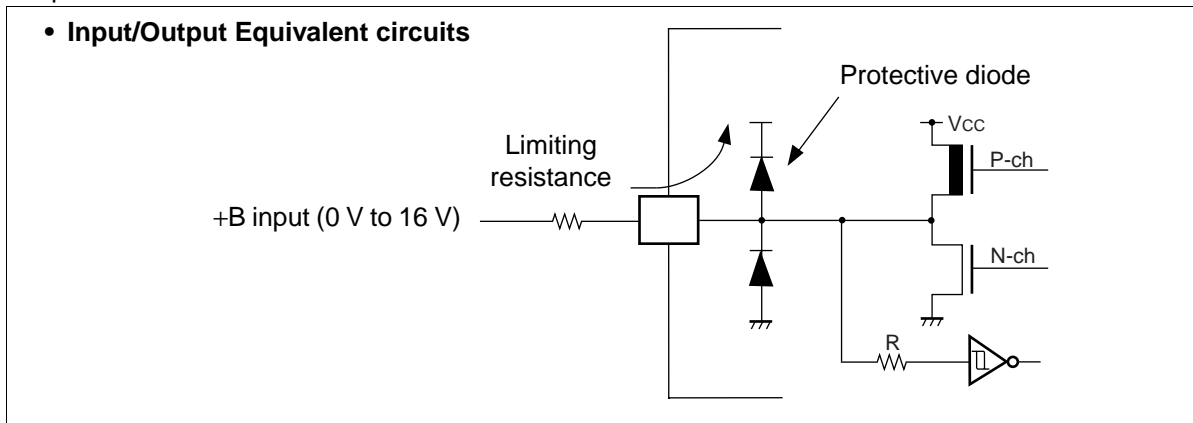 • Input/Output Equivalent circuits
Protective diode
Limiting
resistance
Vcc
P-ch
+B input (0 V to 16 V)
N-ch
R